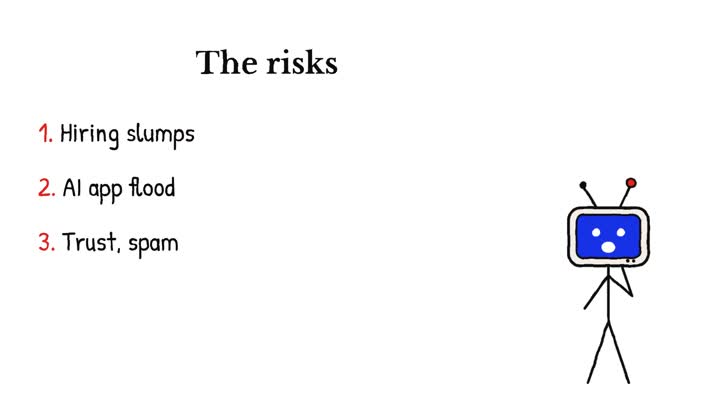 The risks
1. Hiring slumps
2. AI app flood
3. Trust, spam